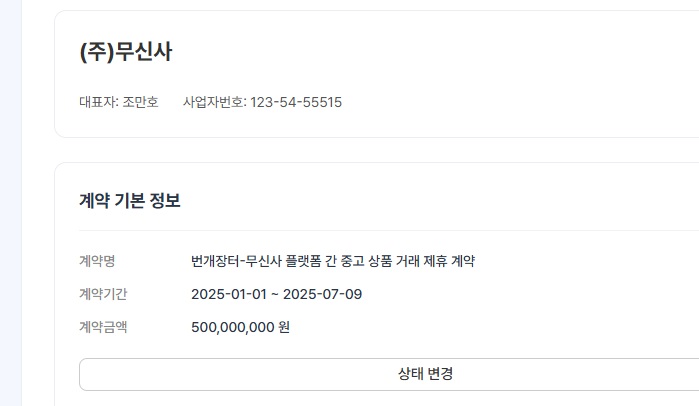 (주)무신사
대표자: 조만호 사업자번호: 123-54-55515
계약 기본 정보
계약명 번개장터-무신사 플랫폼 간 중고 상품 거래 제휴 계약
계약기간 2025-01-01 ~ 2025-07-09
계약금액 500,000,000 원
상태 변경